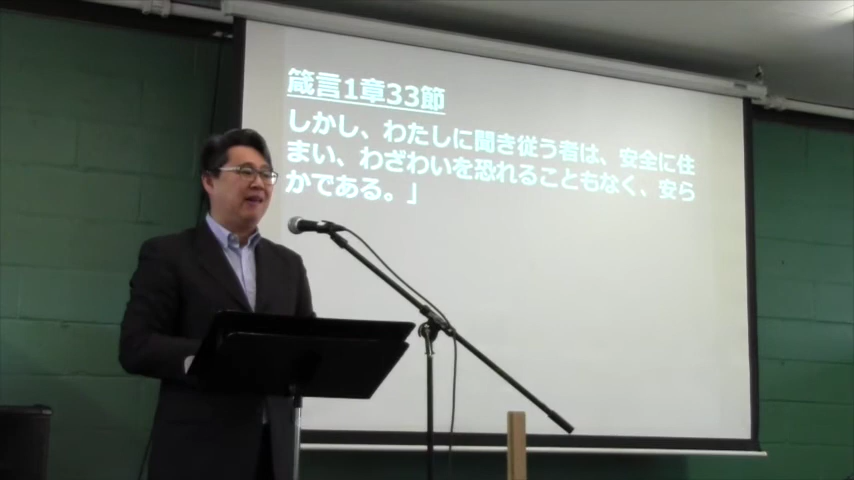 箴言1章33節
しかし、わたしに聞き従う者は、安全に住
まい、わざわいを恐れることもなく、安ら
かである。」